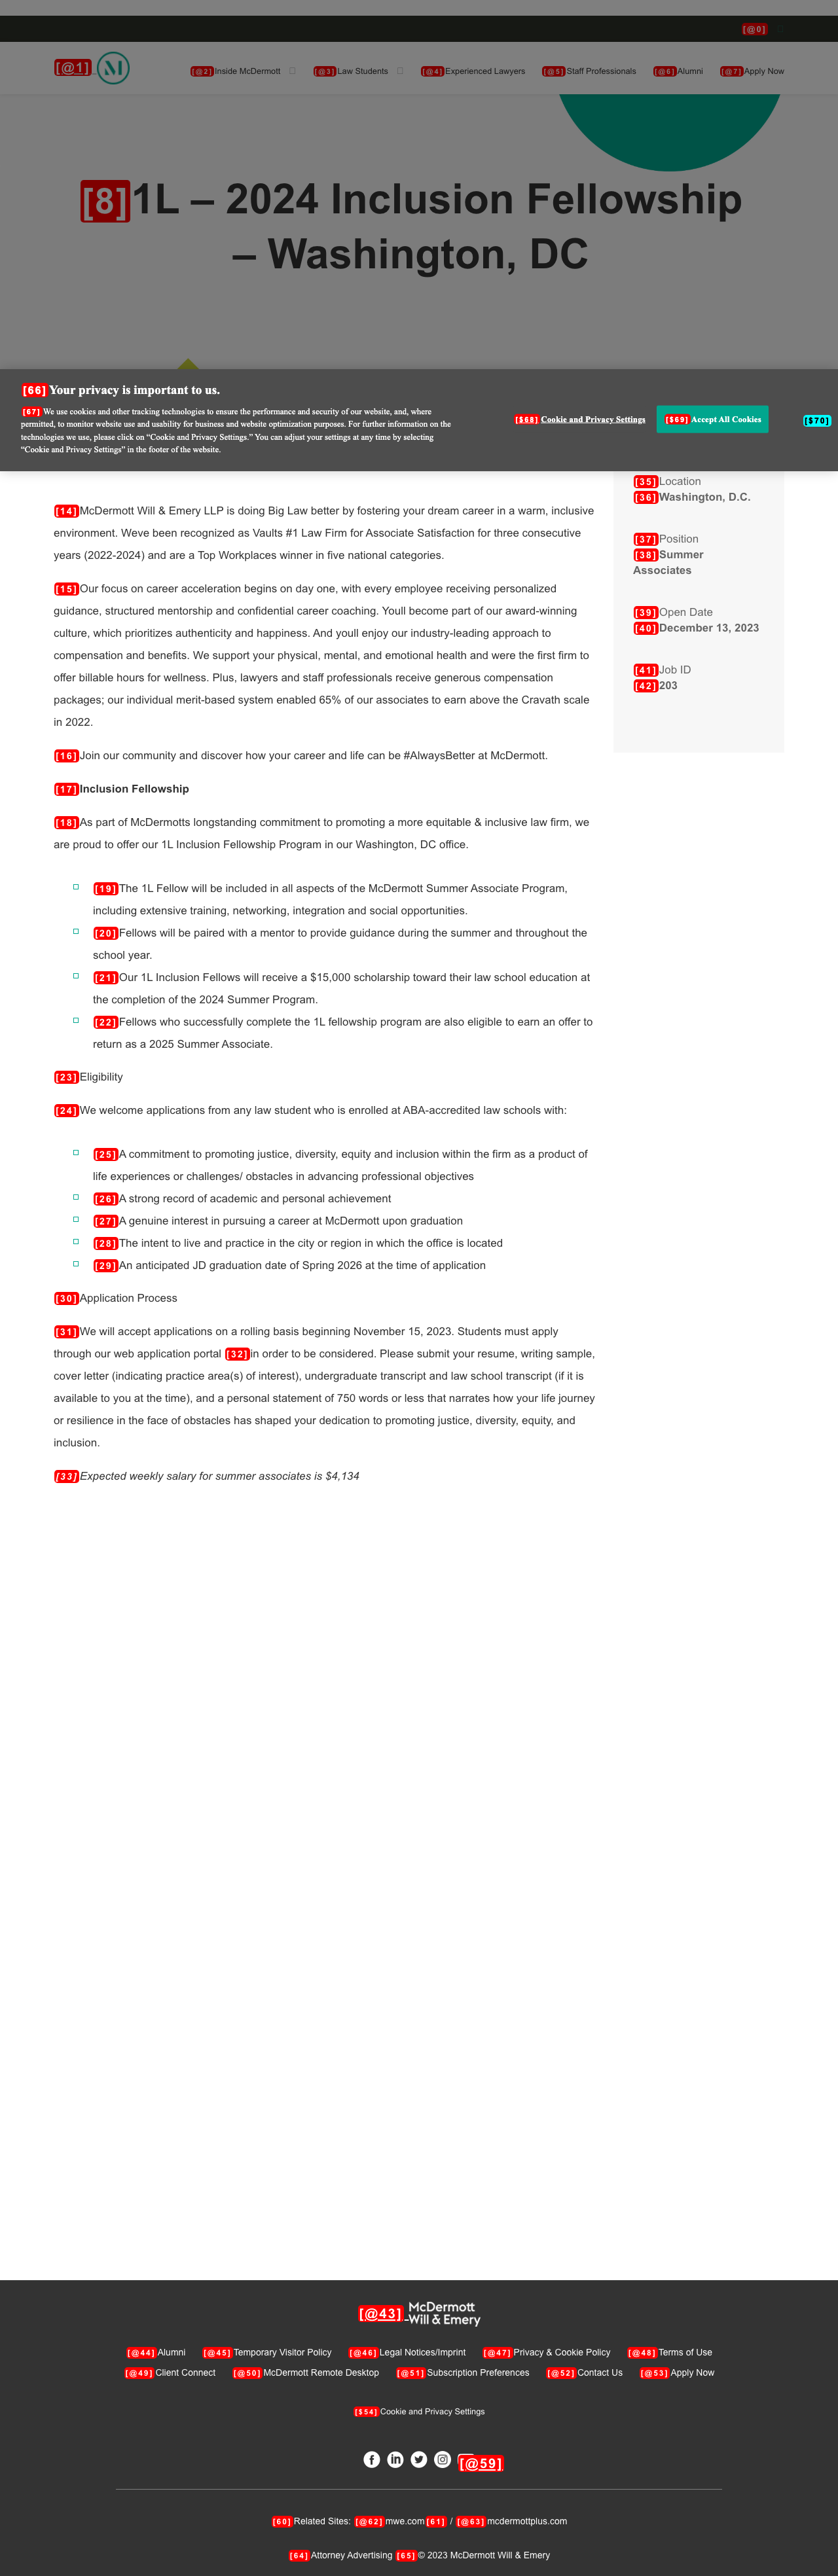 [@0]
[@1] M
[@2]Inside McDermott [@3]Law Students [@4]Experienced Lawyers [@5]Staff Professionals [@6]Alumni [@7]Apply Now
[8]1L – 2024 Inclusion Fellowship
– Washington, DC
[66]Your privacy is important to us.
[67] We use cookies and other tracking technologies to ensure the performance and security of our website, and, where
permitted, to monitor website use and usability for business and website optimization purposes. For further information on the
technologies we use, please click on “Cookie and Privacy Settings.” You can adjust your settings at any time by selecting
“Cookie and Privacy Settings” in the footer of the website.
[$68] Cookie and Privacy Settings [$69] Accept All Cookies [$70]
[35]Location
[36]Washington, D.C.
[37]Position
[38]Summer
Associates
[39]Open Date
[40]December 13, 2023
[41]Job ID
[42]203
[14]McDermott Will & Emery LLP is doing Big Law better by fostering your dream career in a warm, inclusive
environment. Weve been recognized as Vaults #1 Law Firm for Associate Satisfaction for three consecutive
years (2022-2024) and are a Top Workplaces winner in five national categories.
[15]Our focus on career acceleration begins on day one, with every employee receiving personalized
guidance, structured mentorship and confidential career coaching. Youll become part of our award-winning
culture, which prioritizes authenticity and happiness. And youll enjoy our industry-leading approach to
compensation and benefits. We support your physical, mental, and emotional health and were the first firm to
offer billable hours for wellness. Plus, lawyers and staff professionals receive generous compensation
packages; our individual merit-based system enabled 65% of our associates to earn above the Cravath scale
in 2022.
[16]Join our community and discover how your career and life can be #AlwaysBetter at McDermott.
[17]Inclusion Fellowship
[18]As part of McDermotts longstanding commitment to promoting a more equitable & inclusive law firm, we
are proud to offer our 1L Inclusion Fellowship Program in our Washington, DC office.
[19]The 1L Fellow will be included in all aspects of the McDermott Summer Associate Program,
including extensive training, networking, integration and social opportunities.
[20]Fellows will be paired with a mentor to provide guidance during the summer and throughout the
school year.
[21]Our 1L Inclusion Fellows will receive a $15,000 scholarship toward their law school education at
the completion of the 2024 Summer Program.
[22]Fellows who successfully complete the 1L fellowship program are also eligible to earn an offer to
return as a 2025 Summer Associate.
[23]Eligibility
[24]We welcome applications from any law student who is enrolled at ABA-accredited law schools with:
[25]A commitment to promoting justice, diversity, equity and inclusion within the firm as a product of
life experiences or challenges/ obstacles in advancing professional objectives
[26]A strong record of academic and personal achievement
[27]A genuine interest in pursuing a career at McDermott upon graduation
[28]The intent to live and practice in the city or region in which the office is located
[29]An anticipated JD graduation date of Spring 2026 at the time of application
[30]Application Process
[31]We will accept applications on a rolling basis beginning November 15, 2023. Students must apply
through our web application portal [32]in order to be considered. Please submit your resume, writing sample,
cover letter (indicating practice area(s) of interest), undergraduate transcript and law school transcript (if it is
available to you at the time), and a personal statement of 750 words or less that narrates how your life journey
or resilience in the face of obstacles has shaped your dedication to promoting justice, diversity, equity, and
inclusion.
[33]Expected weekly salary for summer associates is $4,134
[@43] McDermott
Will & Emery
[@44]Alumni [@45]Temporary Visitor Policy [@46]Legal Notices/Imprint [@47]Privacy & Cookie Policy [@48]Terms of Use
[@49]Client Connect [@50]McDermott Remote Desktop [@51]Subscription Preferences [@52]Contact Us [@53]Apply Now
[$54]Cookie and Privacy Settings
[@59]
[60]Related Sites: [@62]mwe.com[61] / [@63]mcdermottplus.com
[64]Attorney Advertising [65]© 2023 McDermott Will & Emery